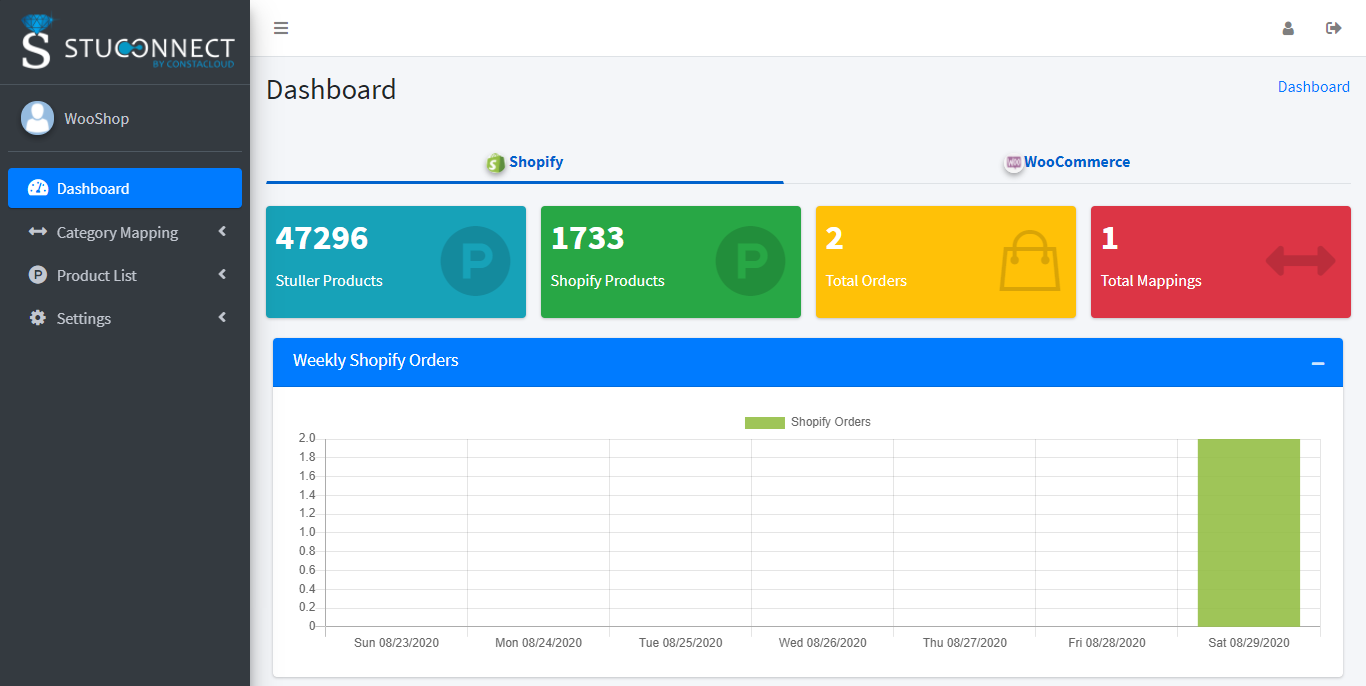 STUCONNECT
BY CONSTACLOUD
WooShop
Dashboard
Category Mapping
Product List
Settings
Dashboard
Dashboard
Shopify
WooCommerce
47296
Stuller Products
1733
Shopify Products
2
Total Orders
1
Total Mappings
Weekly Shopify Orders
Shopify Orders
2.0
1.8
1.6
1.4
1.2
1.0
0.8
0.6
0.4
0.2
0
Sun 08/23/2020 Mon 08/24/2020 Tue 08/25/2020 Wed 08/26/2020 Thu 08/27/2020 Fri 08/28/2020 Sat 08/29/2020